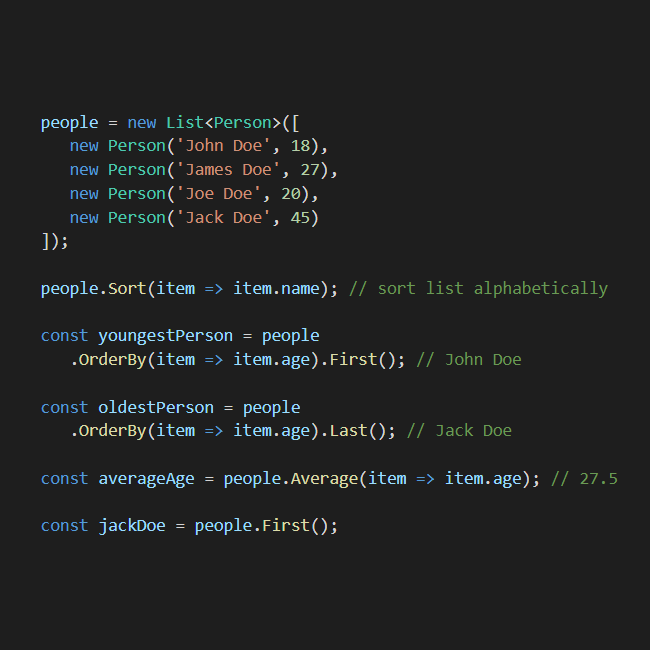 people = new List<Person>([
new Person('John Doe', 18),
new Person('James Doe', 27),
new Person('Joe Doe', 20),
new Person('Jack Doe', 45)
]);
people.Sort(item => item.name); // sort list alphabetically
const youngestPerson = people
.OrderBy(item => item.age).First(); // John Doe
const oldestPerson = people
.OrderBy(item => item.age).Last(); // Jack Doe
const averageAge = people.Average(item => item.age); // 27.5
const jackDoe = people.First();